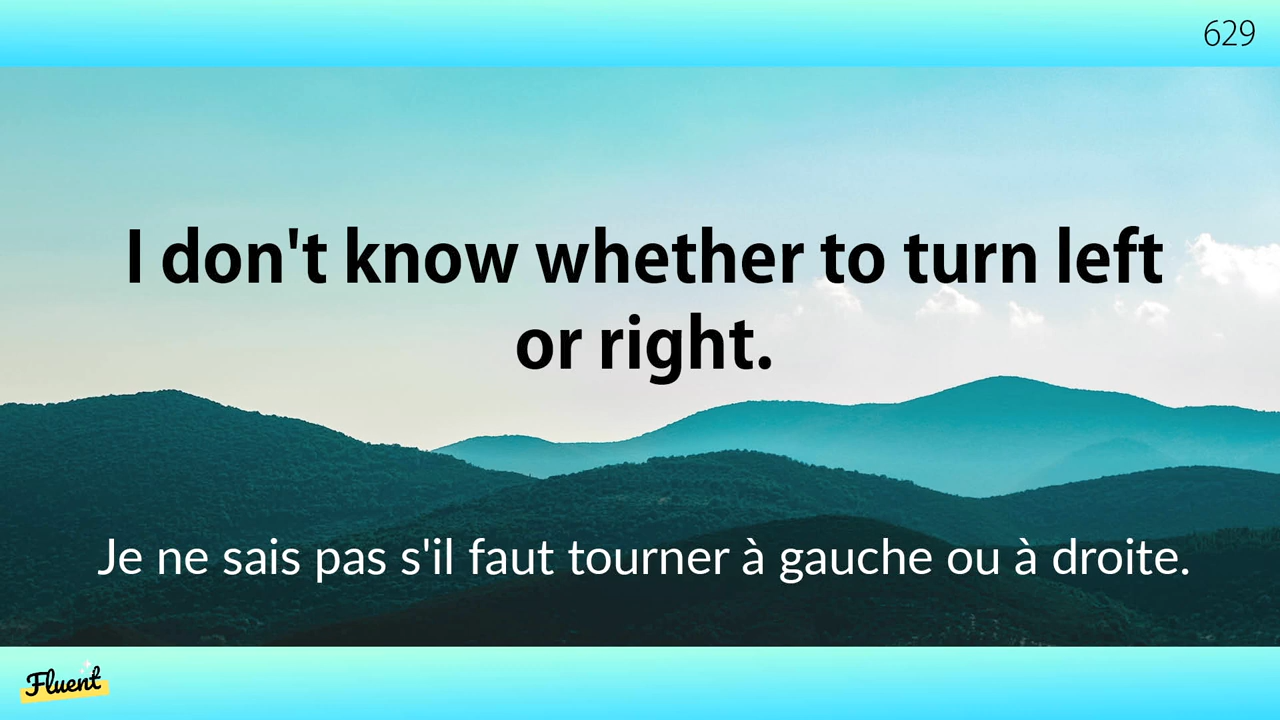 629
I don't know whether to turn left
or right.
Je ne sais pas s'il faut tourner à gauche ou à droite.
Fluent